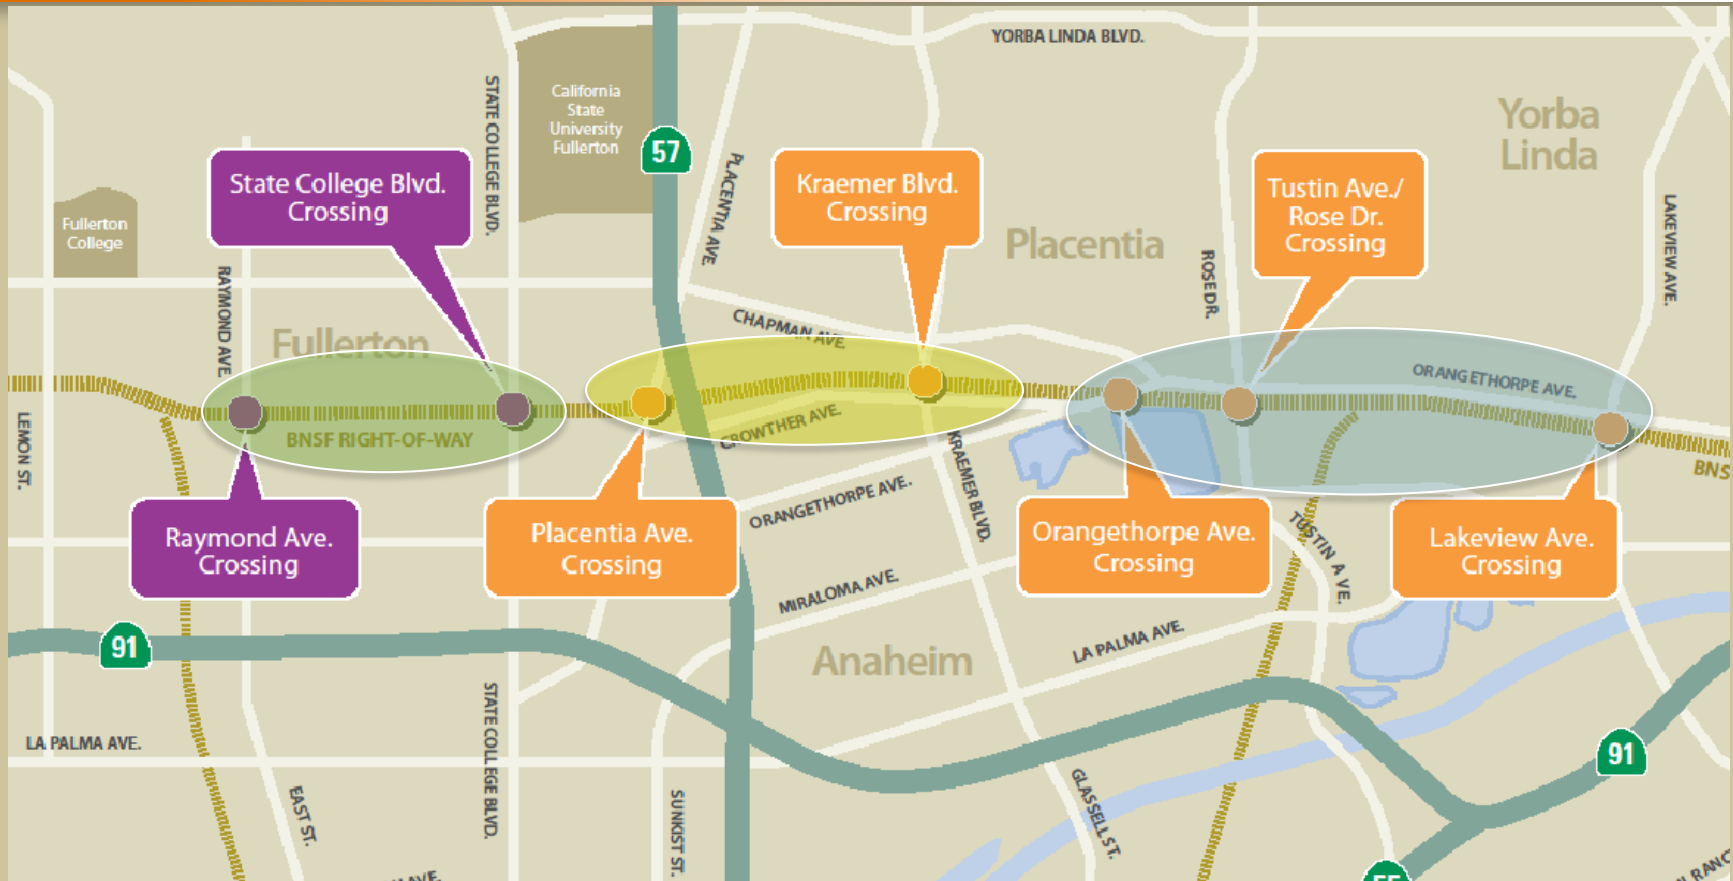 YORBA LINDA BLVD.
STATE COLLEGE BLVD.
California
State
University
Fullerton
57
PLACENTIA AVE.
Yorba
Linda
State College Blvd.
Crossing
Kraemer Blvd.
Crossing
Tustin Ave./
Rose Dr.
Crossing
Fullerton
College
Placentia
LAKEVIEW AVE.
RAYMOND AVE.
ROSE DR.
Fullerton
CHAPMAN AVE.
ORANGETHORPE AVE.
LEMON ST.
BNSF RIGHT-OF-WAY
CROWTHER AVE.
KRAEMER BLVD.
BNS
ORANGETHORPE AVE.
Raymond Ave.
Crossing
Placentia Ave.
Crossing
Orangethorpe Ave.
Crossing
TUSTIN AVE.
Lakeview Ave.
Crossing
MIRALOMA AVE.
91
LA PALMA AVE.
Anaheim
STATE COLLEGE BLVD.
LA PALMA AVE.
91
EAST ST.
SUNKIST ST.
GLASSELL ST.
AVE.
55
RANC